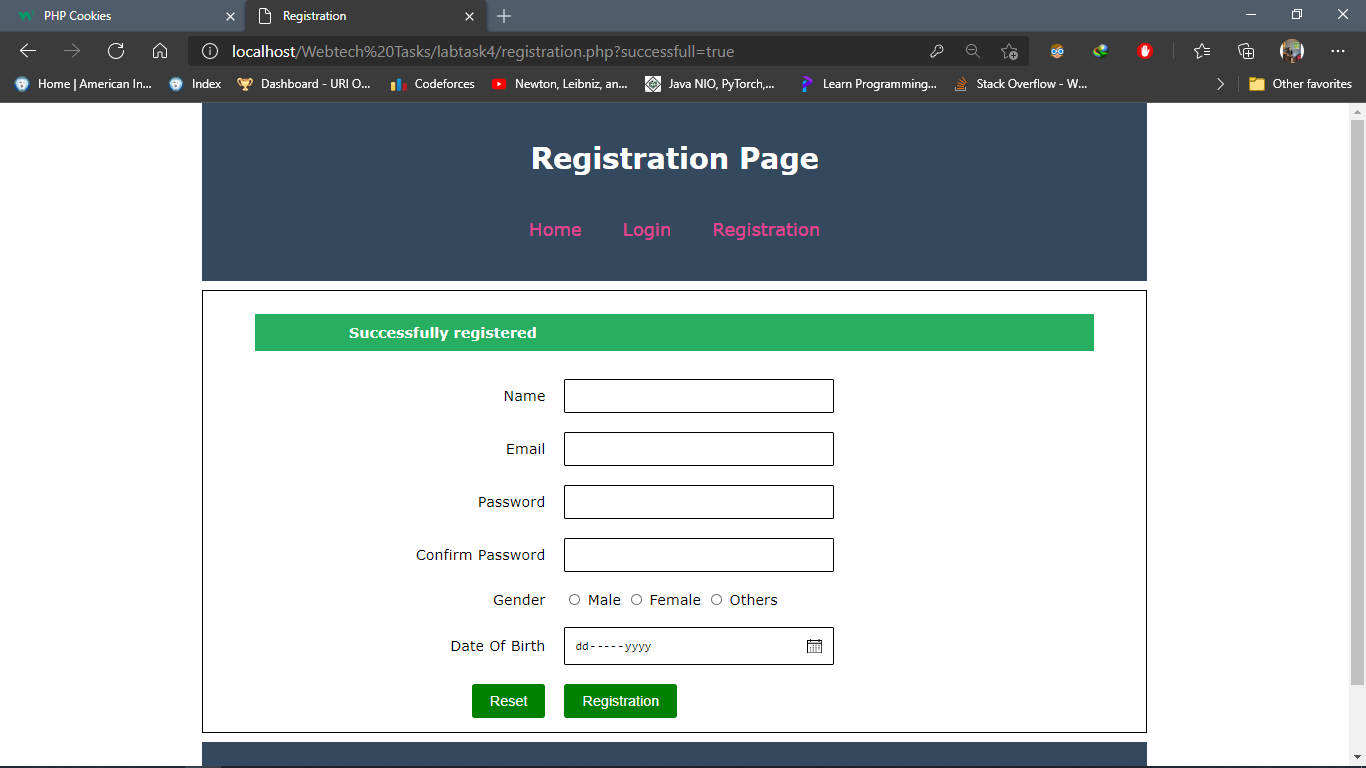 PHP Cookies
Registration
localhost/Webtech%20Tasks/labtask4/registration.php?successfull=true
Home | American In... Index Dashboard - URI O... Codeforces Newton, Leibniz, an... Java NIO, PyTorch,... Learn Programming... Stack Overflow - W... Other favorites
Registration Page
Home Login Registration
Successfully registered
Name
Email
Password
Confirm Password
Gender Male Female Others
Date Of Birth dd-----yyyy
Reset Registration